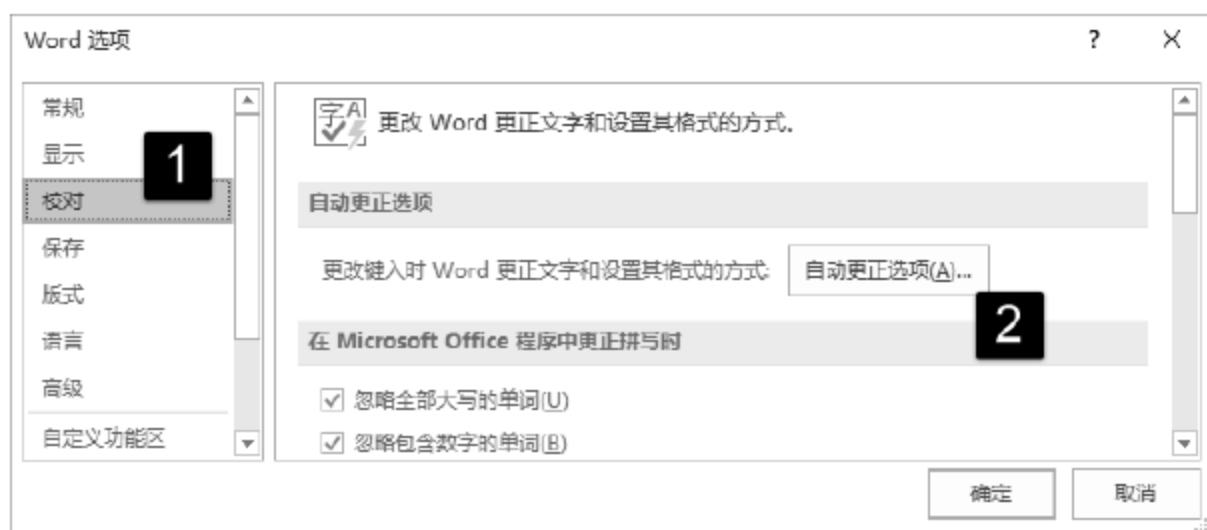 Word 选项
?
常规
显示
1
校对
保存
版式
语言
高级
自定义功能区
更改 Word 更正文字和设置其格式的方式。
自动更正选项
更改键入时 Word 更正文字和设置其格式的方式:
自动更正选项(A)...
2
在 Microsoft Office 程序中更正拼写时
忽略全部大写的单词(U)
忽略包含数字的单词(B)
确定
取消